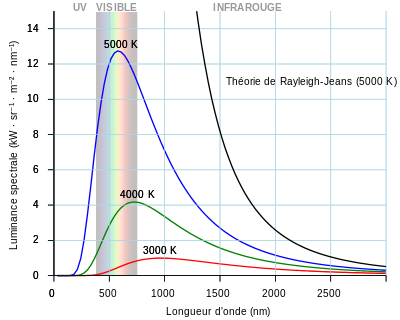 UV VISIBLE INFRAROUGE
14
12
10
8
6
4
2
0
5000 K
Théorie de Rayleigh-Jeans (5000 K)
4000 K
3000 K
0 500 1000 1500 2000 2500
Longueur d'onde (nm)
Luminance spectrale (kW · sr⁻¹ · m⁻² · nm⁻¹)